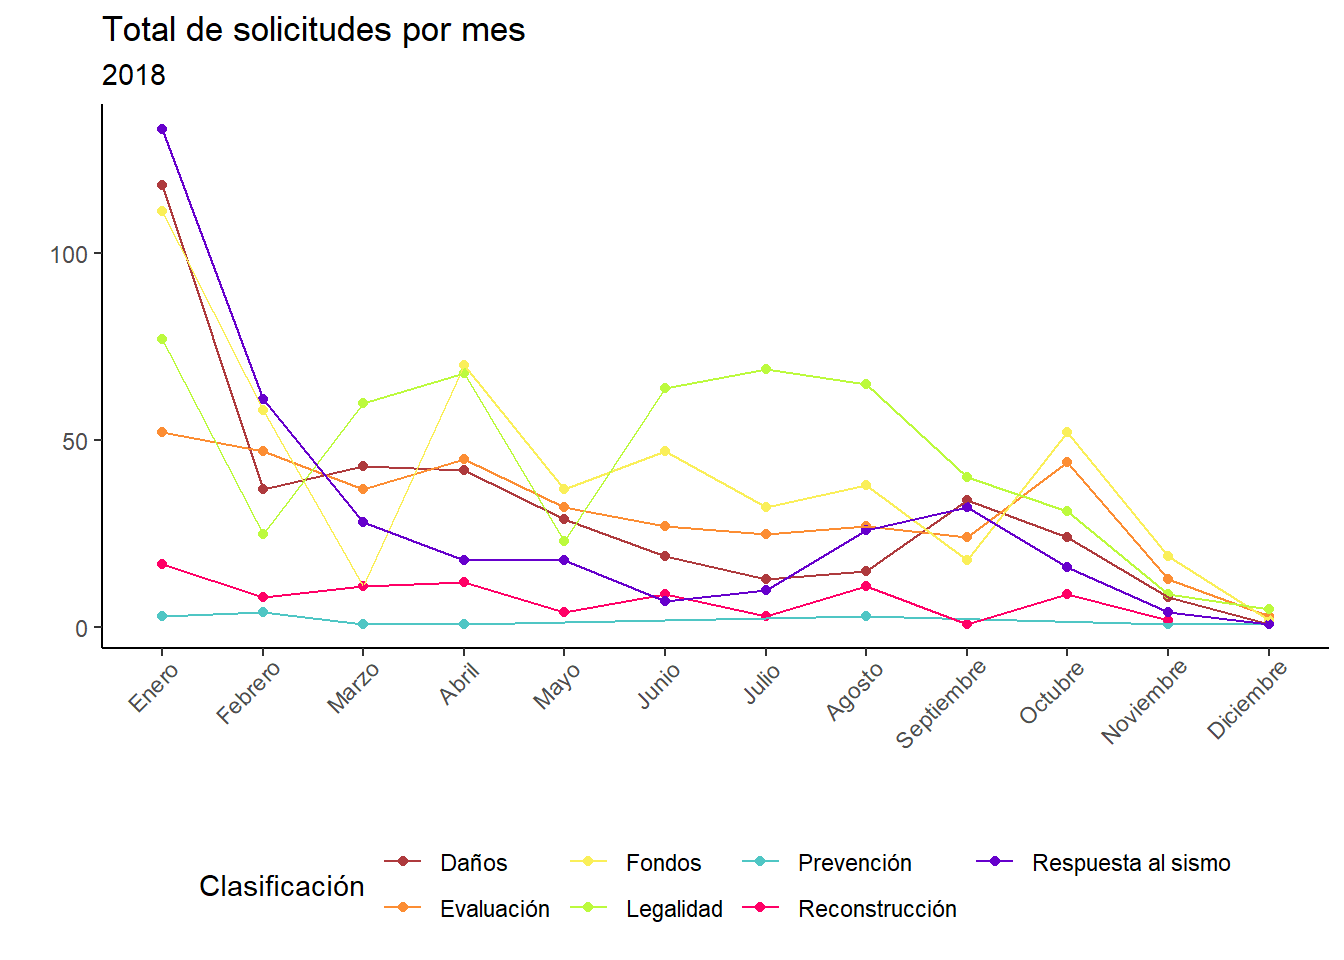 Total de solicitudes por mes
2018
100
50
0
Enero
Febrero
Marzo
Abril
Mayo
Junio
Julio
Agosto
Septiembre
Octubre
Noviembre
Diciembre
Clasificación
Daños
Fondos
Prevención
Respuesta al sismo
Evaluación
Legalidad
Reconstrucción